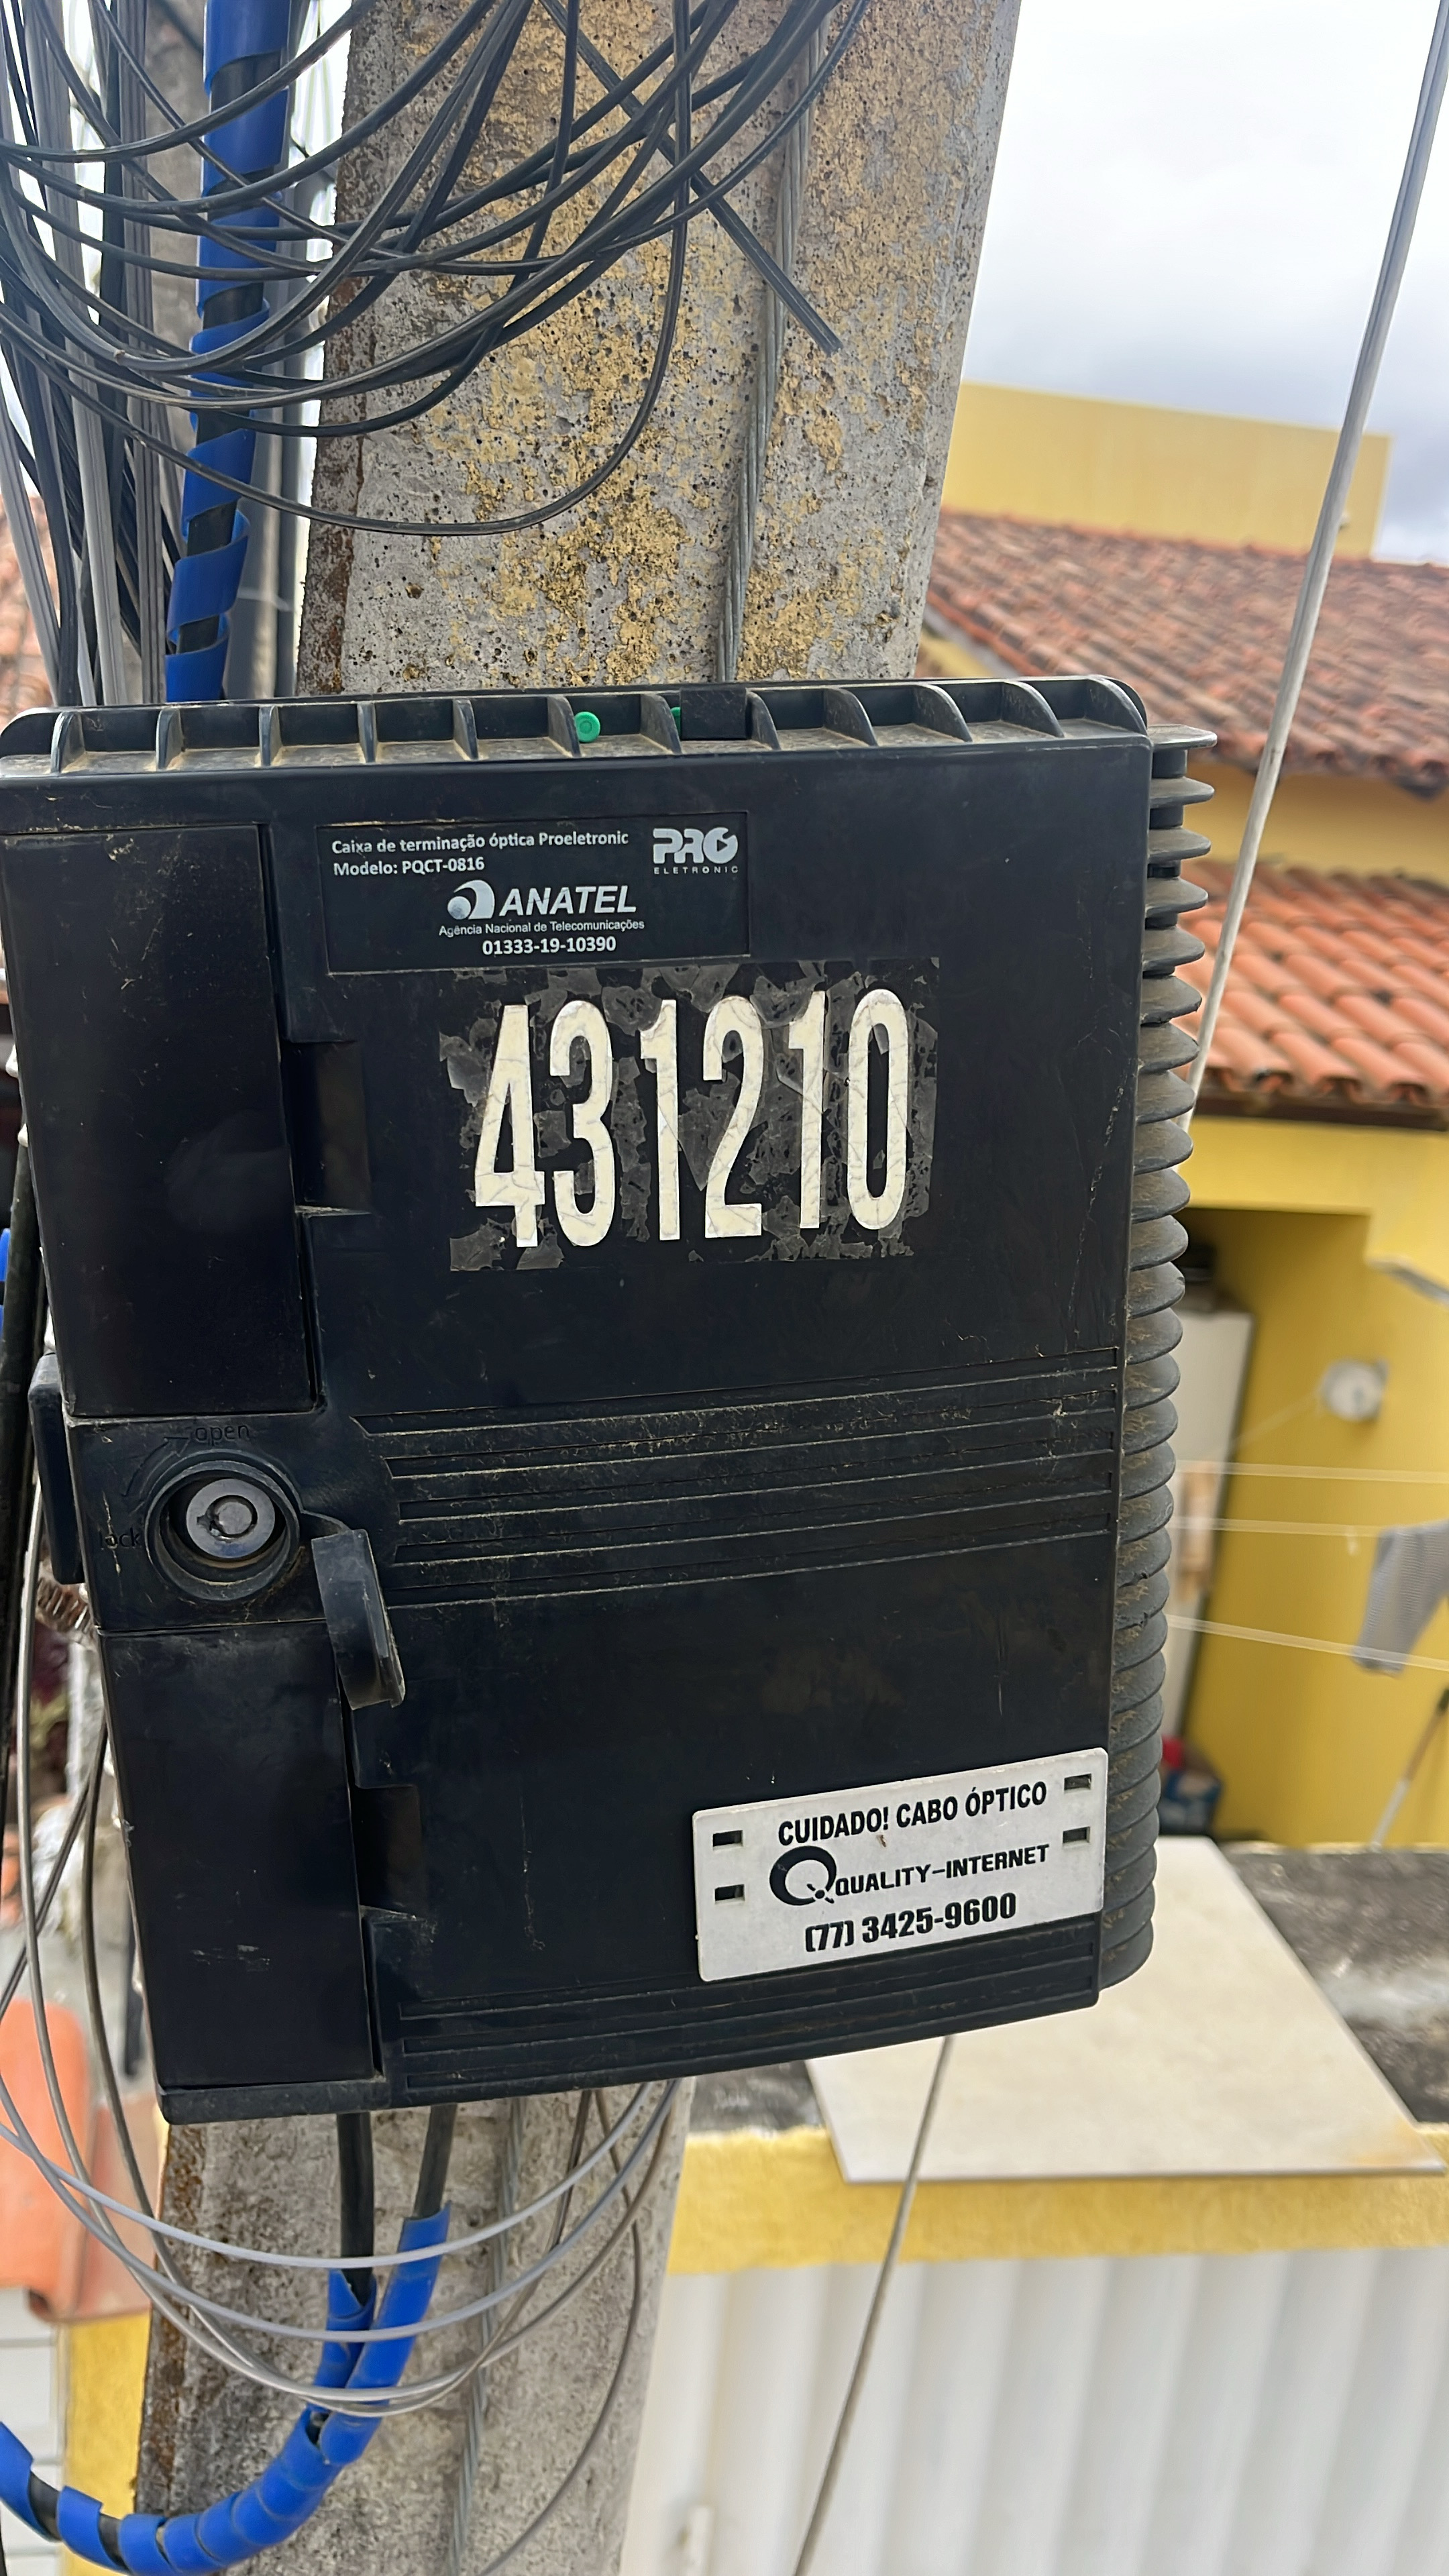 Caixa de terminação óptica Proeletronic
Modelo: PQCT-0816
PRO
ELETRONIC
ANATEL
Agência Nacional de Telecomunicações
01333-19-10390
431210
open
lock
CUIDADO! CABO ÓPTICO
QUALITY-INTERNET
(77) 3425-9600